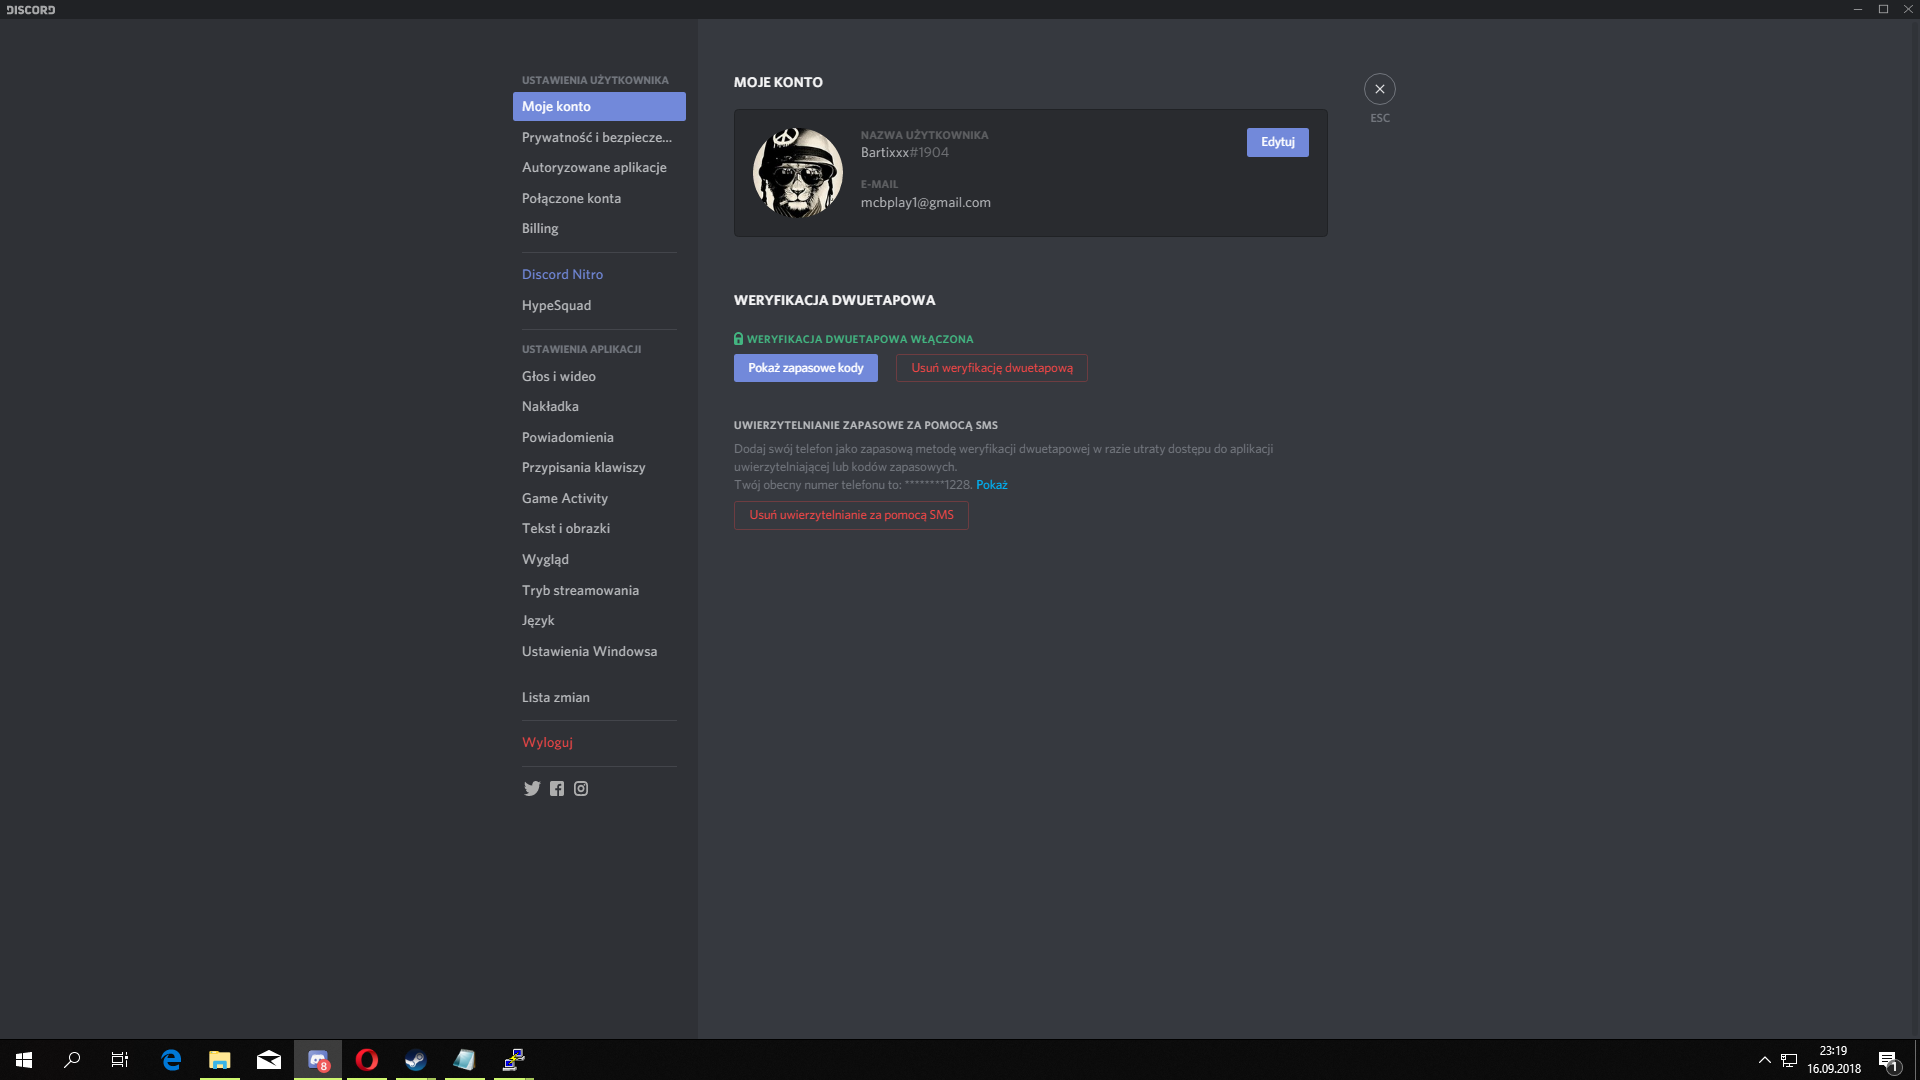 DISCORD
USTAWIENIA UŻYTKOWNIKA
Moje konto
Prywatność i bezpiecze...
Autoryzowane aplikacje
Połączone konta
Billing
Discord Nitro
HypeSquad
USTAWIENIA APLIKACJI
Głos i wideo
Nakładka
Powiadomienia
Przypisania klawiszy
Game Activity
Tekst i obrazki
Wygląd
Tryb streamowania
Język
Ustawienia Windowsa
Lista zmian
Wyloguj
MOJE KONTO
NAZWA UŻYTKOWNIKA
Bartixxx#1904
E-MAIL
mcbplay1@gmail.com
Edytuj
ESC
WERYFIKACJA DWUETAPOWA
WERYFIKACJA DWUETAPOWA WŁĄCZONA
Pokaż zapasowe kody
Usuń weryfikację dwuetapową
UWIERZYTELNIANIE ZAPASOWE ZA POMOCĄ SMS
Dodaj swój telefon jako zapasową metodę weryfikacji dwuetapowej w razie utraty dostępu do aplikacji
uwierzytelniającej lub kodów zapasowych.
Twój obecny numer telefonu to: ********1228. Pokaż
Usuń uwierzytelnianie za pomocą SMS
8
23:19
16.09.2018
1